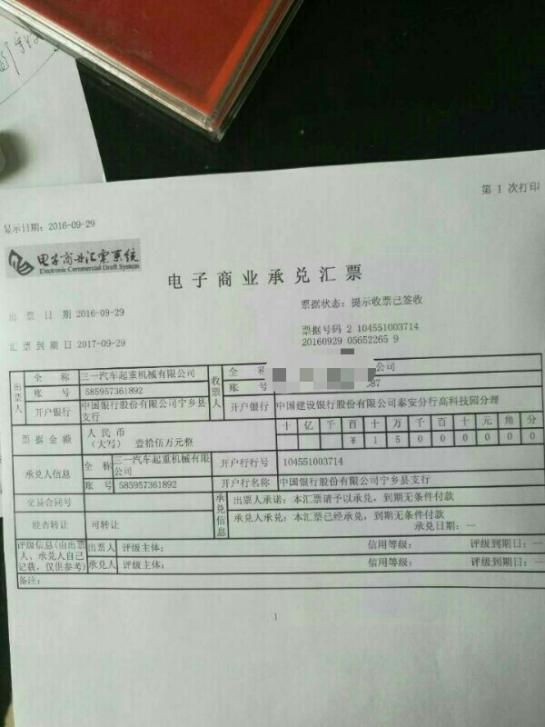 第 1 次打印
显示日期: 2016-09-29
电子商业汇票系统
Electronic Commercial Draft System
电子商业承兑汇票
出票日期 2016-09-29
票据状态: 提示收票已签收
汇票到期日 2017-09-29
票据号码 2 104551003714
20160929 05652265 9
出票人
全称 三一汽车起重机械有限公司
账号 585957361892
开户银行 中国银行股份有限公司宁乡县支行
收票人
全称 公司
账号
开户银行 中国建设银行股份有限公司泰安分行高科技园分理
票据金额
人民币
(大写) 壹拾伍万元整
十 亿 千 百 十 万 千 百 十 元 角 分
¥ 1 5 0 0 0 0 0 0
承兑人信息
全称 三一汽车起重机械有限公司
开户行行号 104551003714
账号 585957361892
开户行名称 中国银行股份有限公司宁乡县支行
交易合同号
承兑信息
出票人承诺: 本汇票请予以承兑, 到期无条件付款
能否转让 可转让
承兑人承兑: 本汇票已经承兑, 到期无条件付款
承兑日期: —
评级信息(由出票人、承兑人自己记载, 仅供参考)
出票人 评级主体: 信用等级: 评级到期日: —
承兑人 评级主体: 信用等级: 评级到期日: —
备注:
1